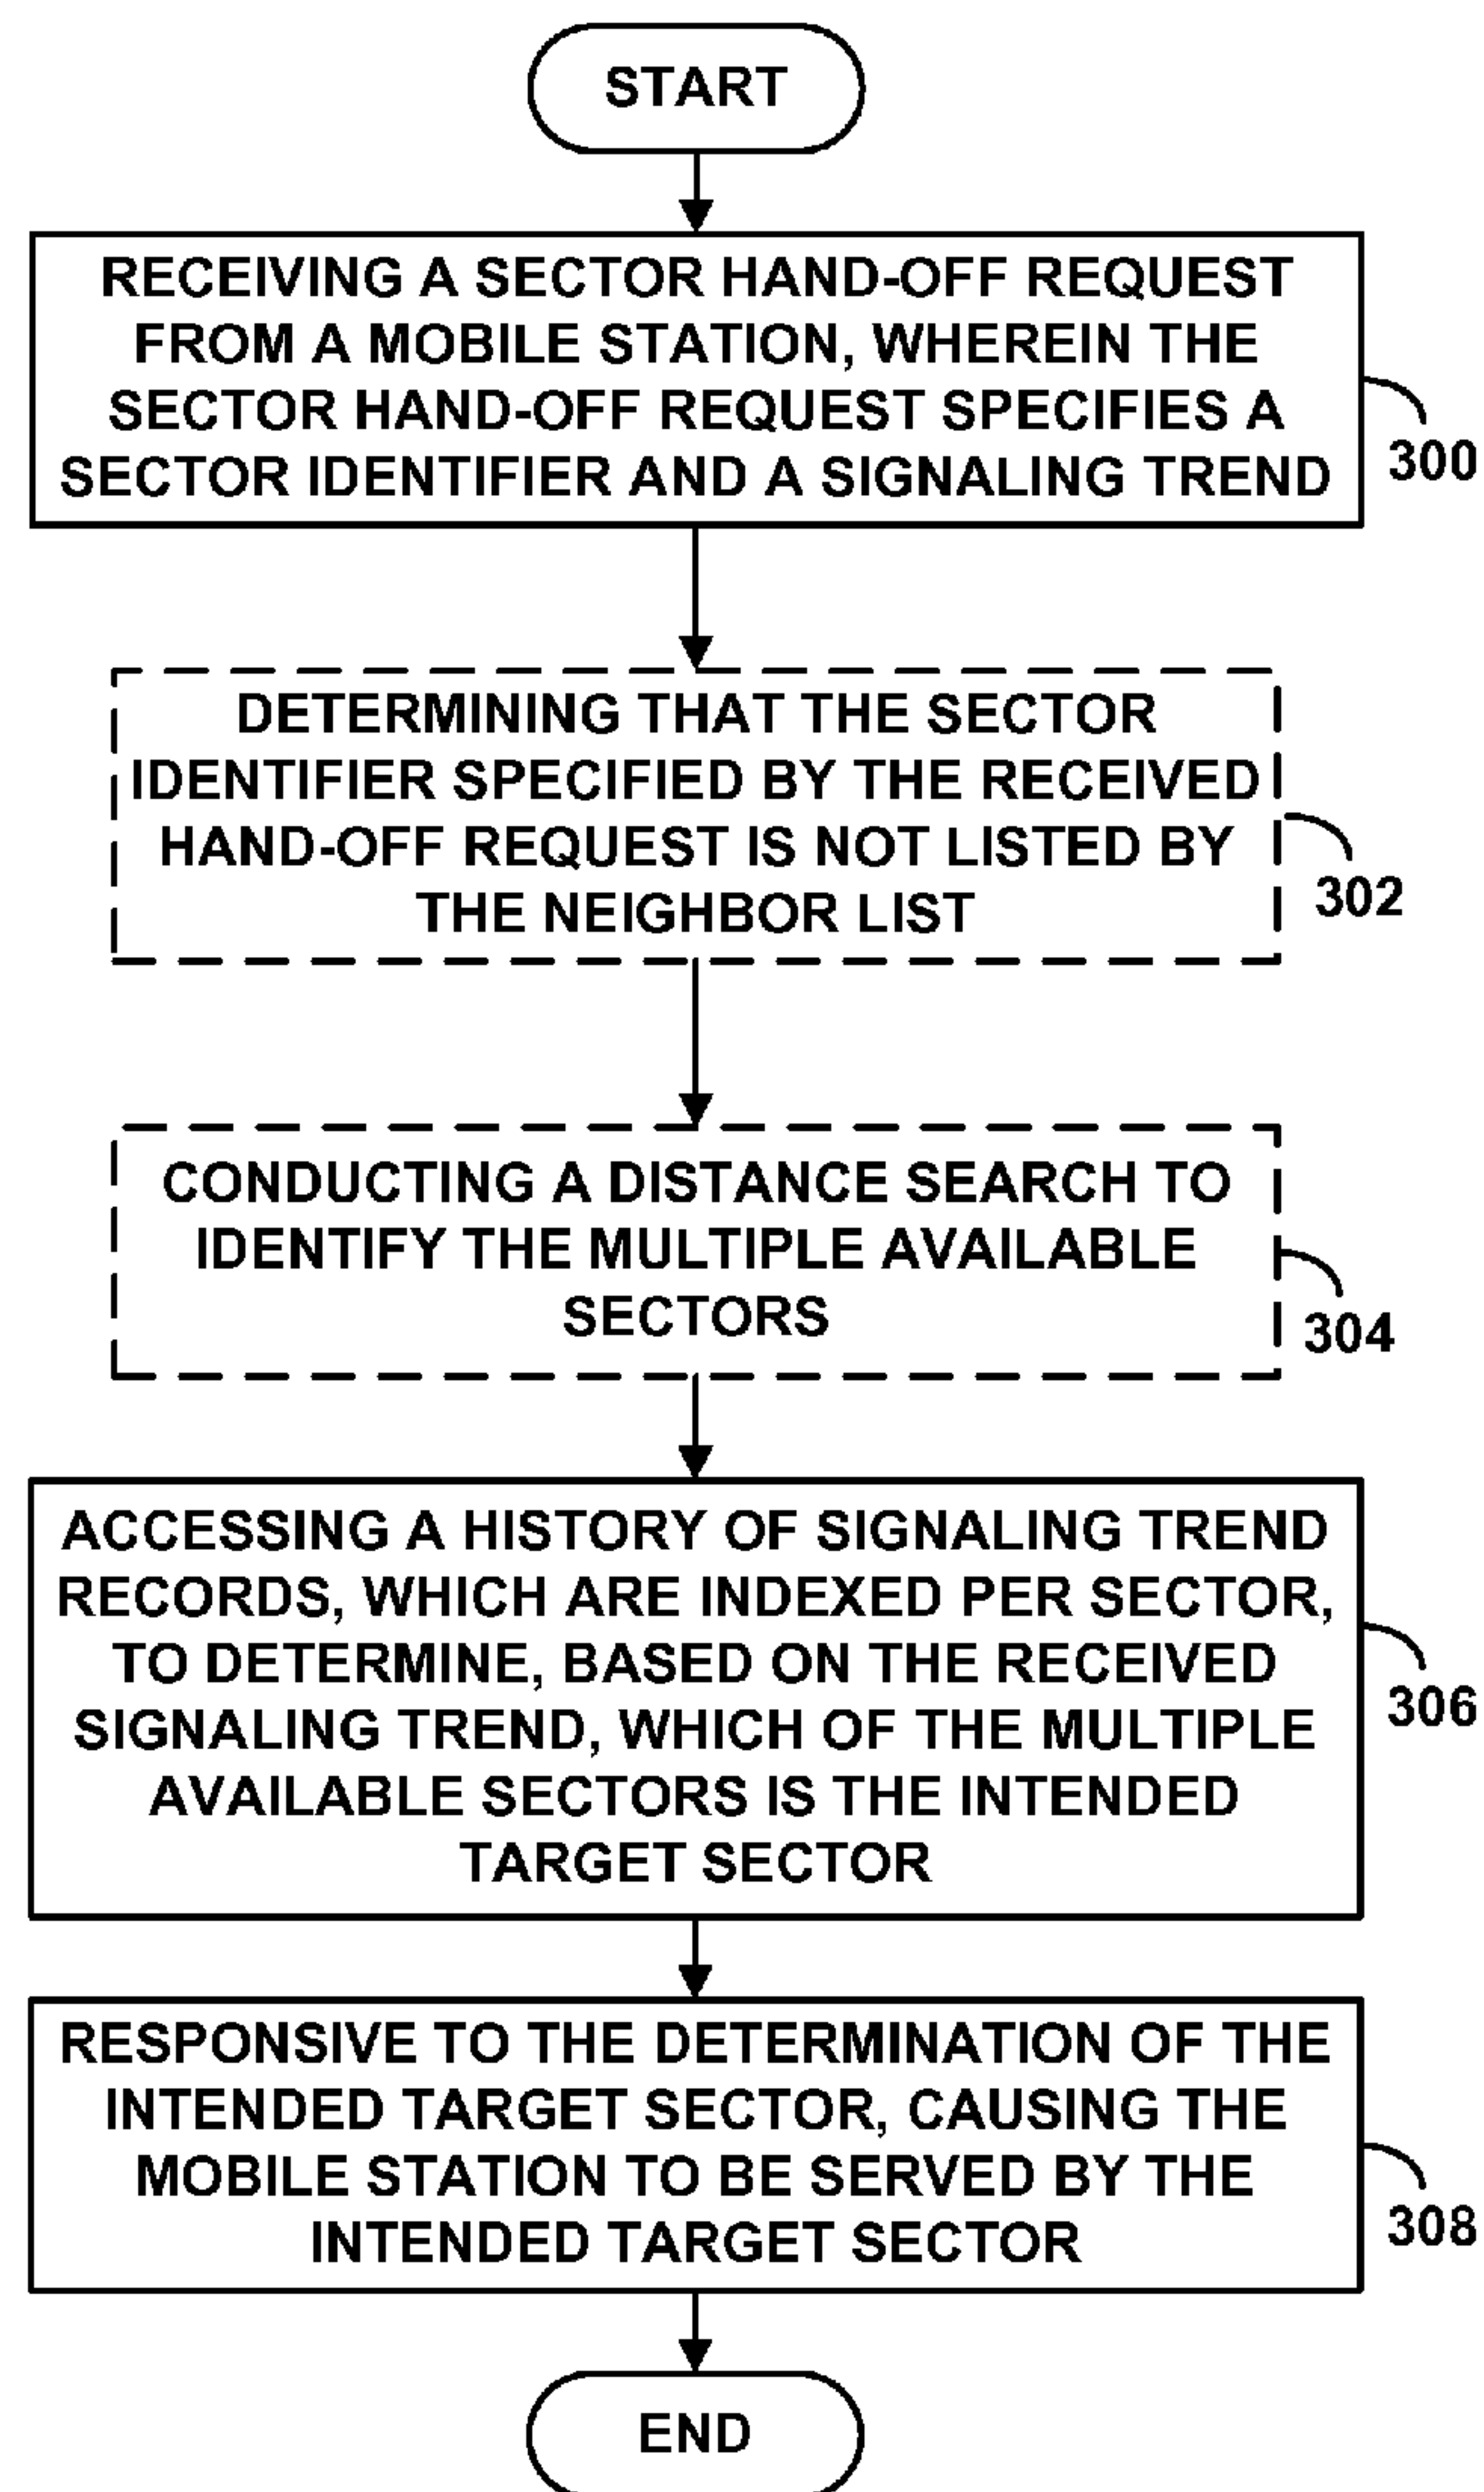 START
RECEIVING A SECTOR HAND-OFF REQUEST
FROM A MOBILE STATION, WHEREIN THE
SECTOR HAND-OFF REQUEST SPECIFIES A
SECTOR IDENTIFIER AND A SIGNALING TREND
300
DETERMINING THAT THE SECTOR
IDENTIFIER SPECIFIED BY THE RECEIVED
HAND-OFF REQUEST IS NOT LISTED BY
THE NEIGHBOR LIST
302
CONDUCTING A DISTANCE SEARCH TO
IDENTIFY THE MULTIPLE AVAILABLE
SECTORS
304
ACCESSING A HISTORY OF SIGNALING TREND
RECORDS, WHICH ARE INDEXED PER SECTOR,
TO DETERMINE, BASED ON THE RECEIVED
SIGNALING TREND, WHICH OF THE MULTIPLE
AVAILABLE SECTORS IS THE INTENDED
TARGET SECTOR
306
RESPONSIVE TO THE DETERMINATION OF THE
INTENDED TARGET SECTOR, CAUSING THE
MOBILE STATION TO BE SERVED BY THE
INTENDED TARGET SECTOR
308
END